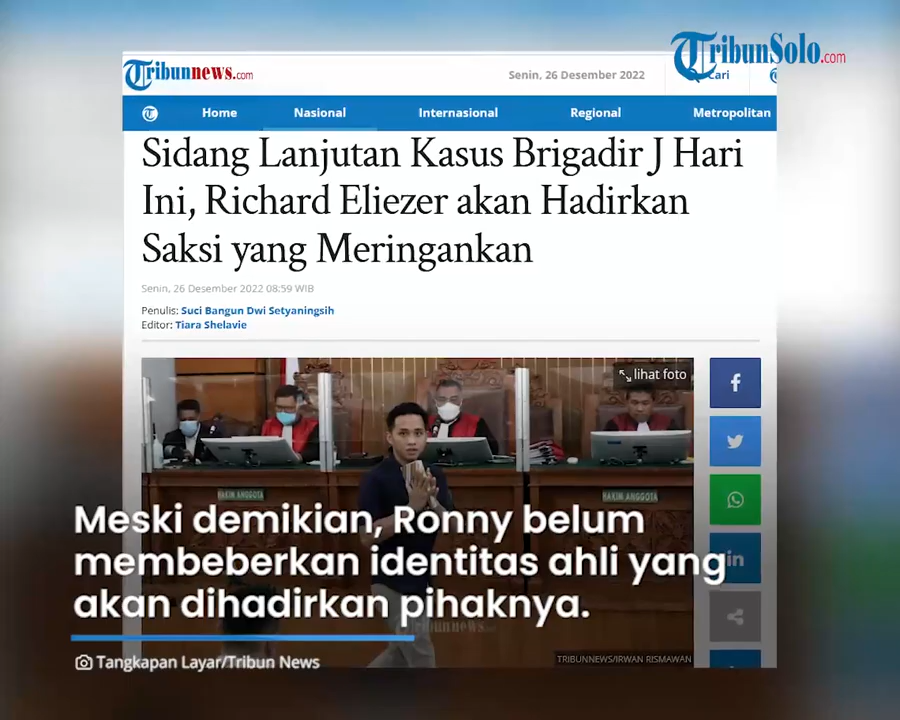 TribunSolo.com
Tribunnews.com
Senin, 26 Desember 2022
Cari
Home Nasional Internasional Regional Metropolitan
Sidang Lanjutan Kasus Brigadir J Hari
Ini, Richard Eliezer akan Hadirkan
Saksi yang Meringankan
Senin, 26 Desember 2022 08:59 WIB
Penulis: Suci Bangun Dwi Setyaningsih
Editor: Tiara Shelavie
lihat foto
HAKIM ANGGOTA
HAKIM ANGGOTA
Meski demikian, Ronny belum
membeberkan identitas ahli yang
akan dihadirkan pihaknya.
in
Tribunnews.com
TRIBUNNEWS/IRWAN RISMAWAN
Tangkapan Layar/Tribun News